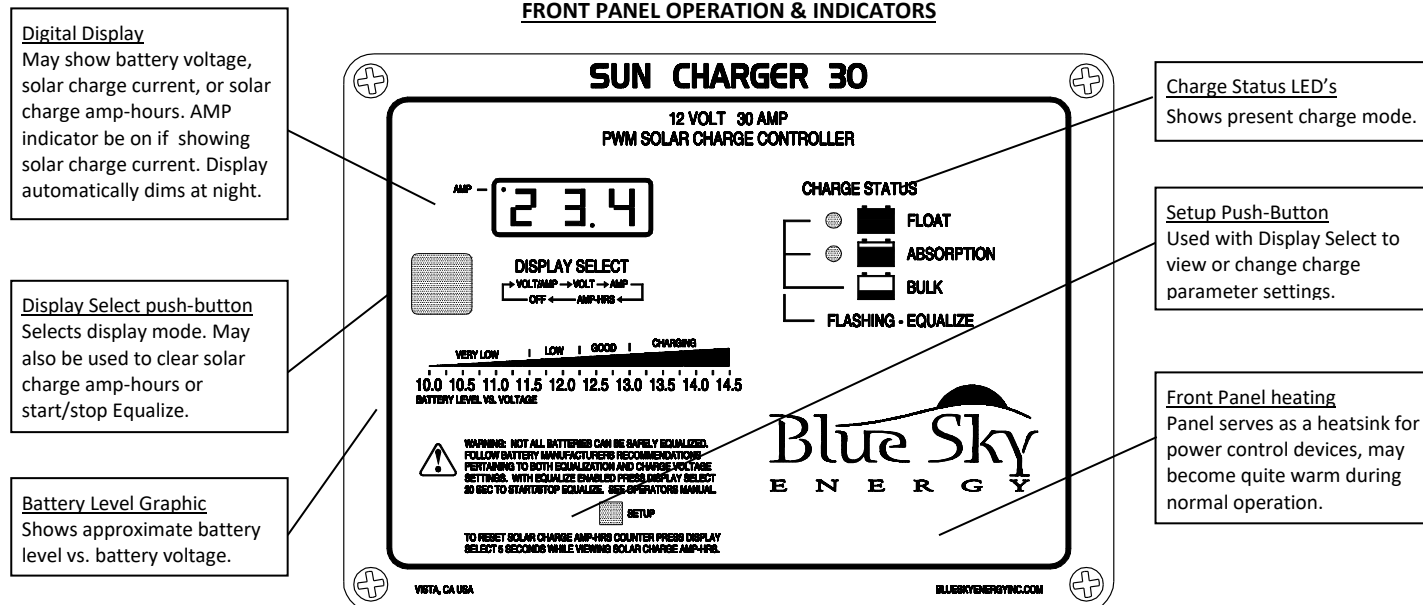 FRONT PANEL OPERATION & INDICATORS
Digital Display
May show battery voltage,
solar charge current, or solar
charge amp-hours. AMP
indicator be on if showing
solar charge current. Display
automatically dims at night.
Display Select push-button
Selects display mode. May
also be used to clear solar
charge amp-hours or
start/stop Equalize.
Battery Level Graphic
Shows approximate battery
level vs. battery voltage.
SUN CHARGER 30
12 VOLT 30 AMP
PWM SOLAR CHARGE CONTROLLER
AMP
23.4
DISPLAY SELECT
VOLT/AMP VOLT AMP
OFF AMP-HRS
CHARGE STATUS
FLOAT
ABSORPTION
BULK
FLASHING - EQUALIZE
VERY LOW LOW GOOD CHARGING
10.0 10.5 11.0 11.5 12.0 12.5 13.0 13.5 14.0 14.5
BATTERY LEVEL VS. VOLTAGE
WARNING: NOT ALL BATTERIES CAN BE SAFELY EQUALIZED.
FOLLOW BATTERY MANUFACTURERS RECOMMENDATIONS
PERTAINING TO BOTH EQUALIZATION AND CHARGE VOLTAGE
SETTINGS. WITH EQUALIZE ENABLED PRESS DISPLAY SELECT
20 SEC TO START/STOP EQUALIZE. SEE OPERATORS MANUAL.
SETUP
TO RESET SOLAR CHARGE AMP-HRS COUNTER PRESS DISPLAY
SELECT 5 SECONDS WHILE VIEWING SOLAR CHARGE AMP-HRS.
Blue Sky
ENERGY
VISTA, CA USA
BLUESKYENERGYINC.COM
Charge Status LED's
Shows present charge mode.
Setup Push-Button
Used with Display Select to
view or change charge
parameter settings.
Front Panel heating
Panel serves as a heatsink for
power control devices, may
become quite warm during
normal operation.